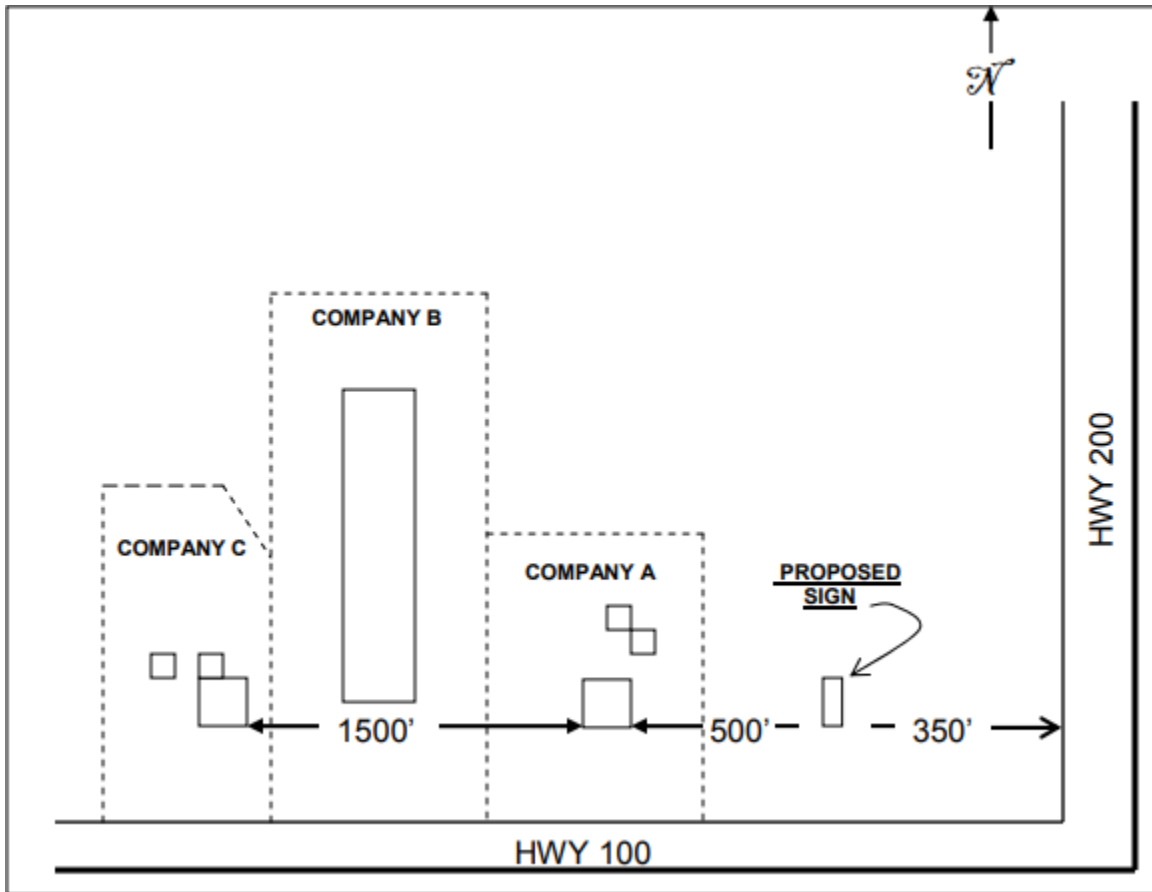 N
COMPANY B
HWY 200
COMPANY C
COMPANY A
PROPOSED
SIGN
1500’
500’
350’
HWY 100